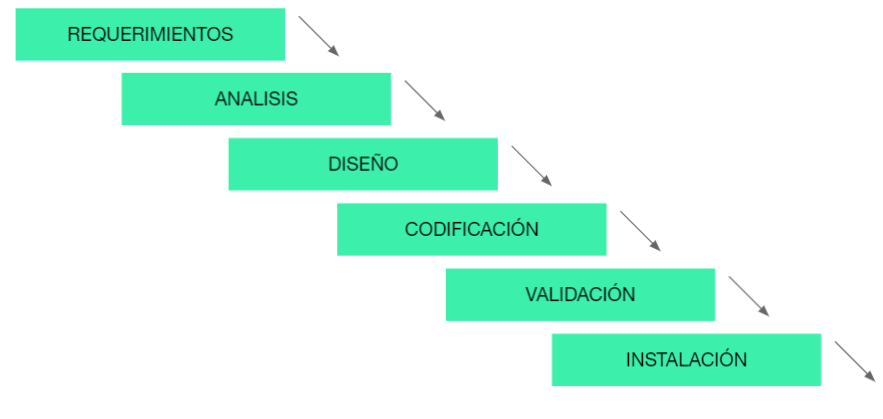 REQUERIMIENTOS
ANALISIS
DISEÑO
CODIFICACIÓN
VALIDACIÓN
INSTALACIÓN